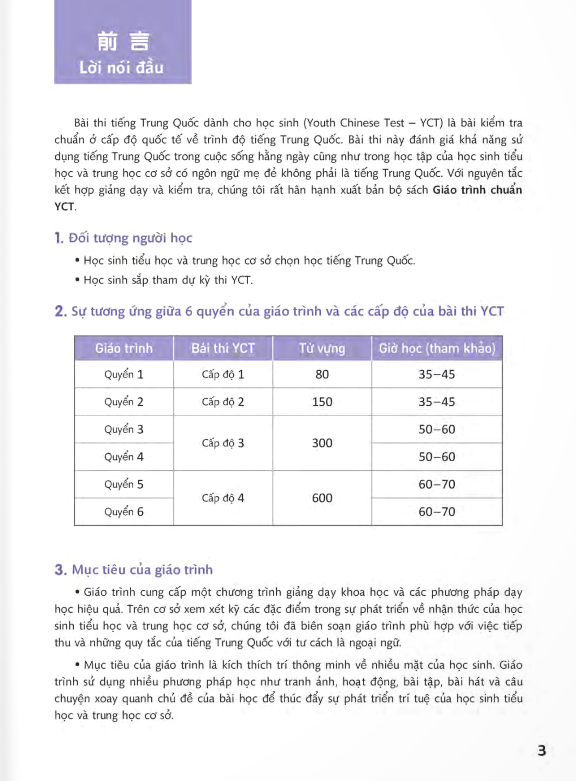 前 言
Lời nói đầu
Bài thi tiếng Trung Quốc dành cho học sinh (Youth Chinese Test – YCT) là bài kiểm tra
chuẩn ở cấp độ quốc tế về trình độ tiếng Trung Quốc. Bài thi này đánh giá khả năng sử
dụng tiếng Trung Quốc trong cuộc sống hằng ngày cũng như trong học tập của học sinh tiểu
học và trung học cơ sở có ngôn ngữ mẹ đẻ không phải là tiếng Trung Quốc. Với nguyên tắc
kết hợp giảng dạy và kiểm tra, chúng tôi rất hân hạnh xuất bản bộ sách Giáo trình chuẩn
YCT.
1. Đối tượng người học
• Học sinh tiểu học và trung học cơ sở chọn học tiếng Trung Quốc.
• Học sinh sắp tham dự kỳ thi YCT.
2. Sự tương ứng giữa 6 quyển của giáo trình và các cấp độ của bài thi YCT
Giáo trình Bài thi YCT Từ vựng Giờ học (tham khảo)
Quyển 1 Cấp độ 1 80 35–45
Quyển 2 Cấp độ 2 150 35–45
Quyển 3 50–60
Cấp độ 3 300
Quyển 4 50–60
Quyển 5 60–70
Cấp độ 4 600
Quyển 6 60–70
3. Mục tiêu của giáo trình
• Giáo trình cung cấp một chương trình giảng dạy khoa học và các phương pháp dạy
học hiệu quả. Trên cơ sở xem xét kỹ các đặc điểm trong sự phát triển về nhận thức của học
sinh tiểu học và trung học cơ sở, chúng tôi đã biên soạn giáo trình phù hợp với việc tiếp
thu và những quy tắc của tiếng Trung Quốc với tư cách là ngoại ngữ.
• Mục tiêu của giáo trình là kích thích trí thông minh về nhiều mặt của học sinh. Giáo
trình sử dụng nhiều phương pháp học như tranh ảnh, hoạt động, bài tập, bài hát và câu
chuyện xoay quanh chủ đề của bài học để thúc đẩy sự phát triển trí tuệ của học sinh tiểu
học và trung học cơ sở.
3